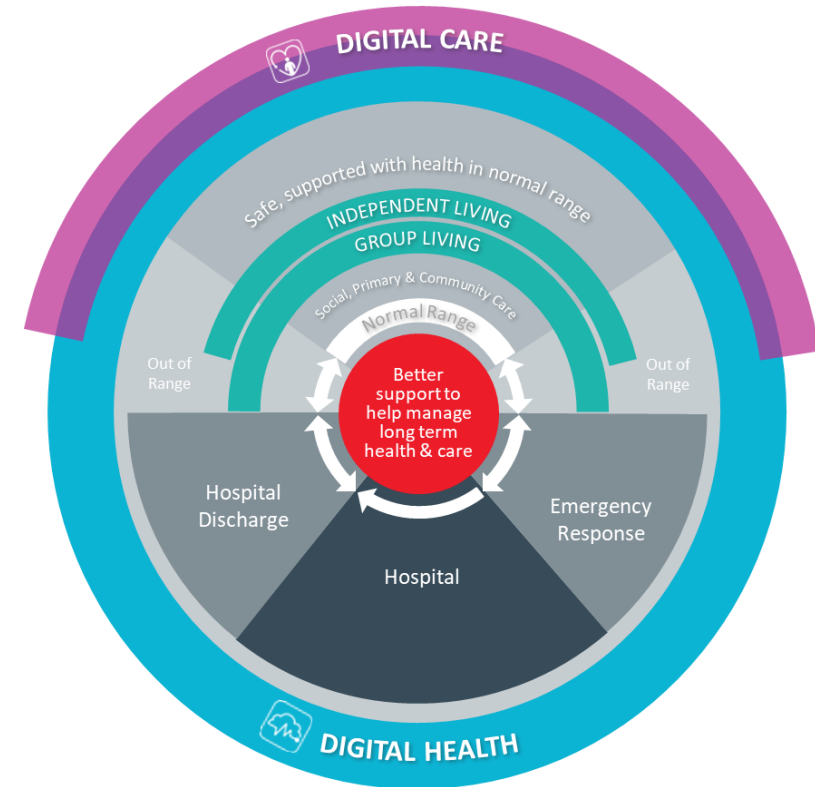 DIGITAL CARE
Safe, supported with health in normal range
INDEPENDENT LIVING
GROUP LIVING
Social, Primary & Community Care
Normal Range
Out of
Range
Out of
Range
Better
support to
help manage
long term
health & care
Hospital
Discharge
Emergency
Response
Hospital
DIGITAL HEALTH